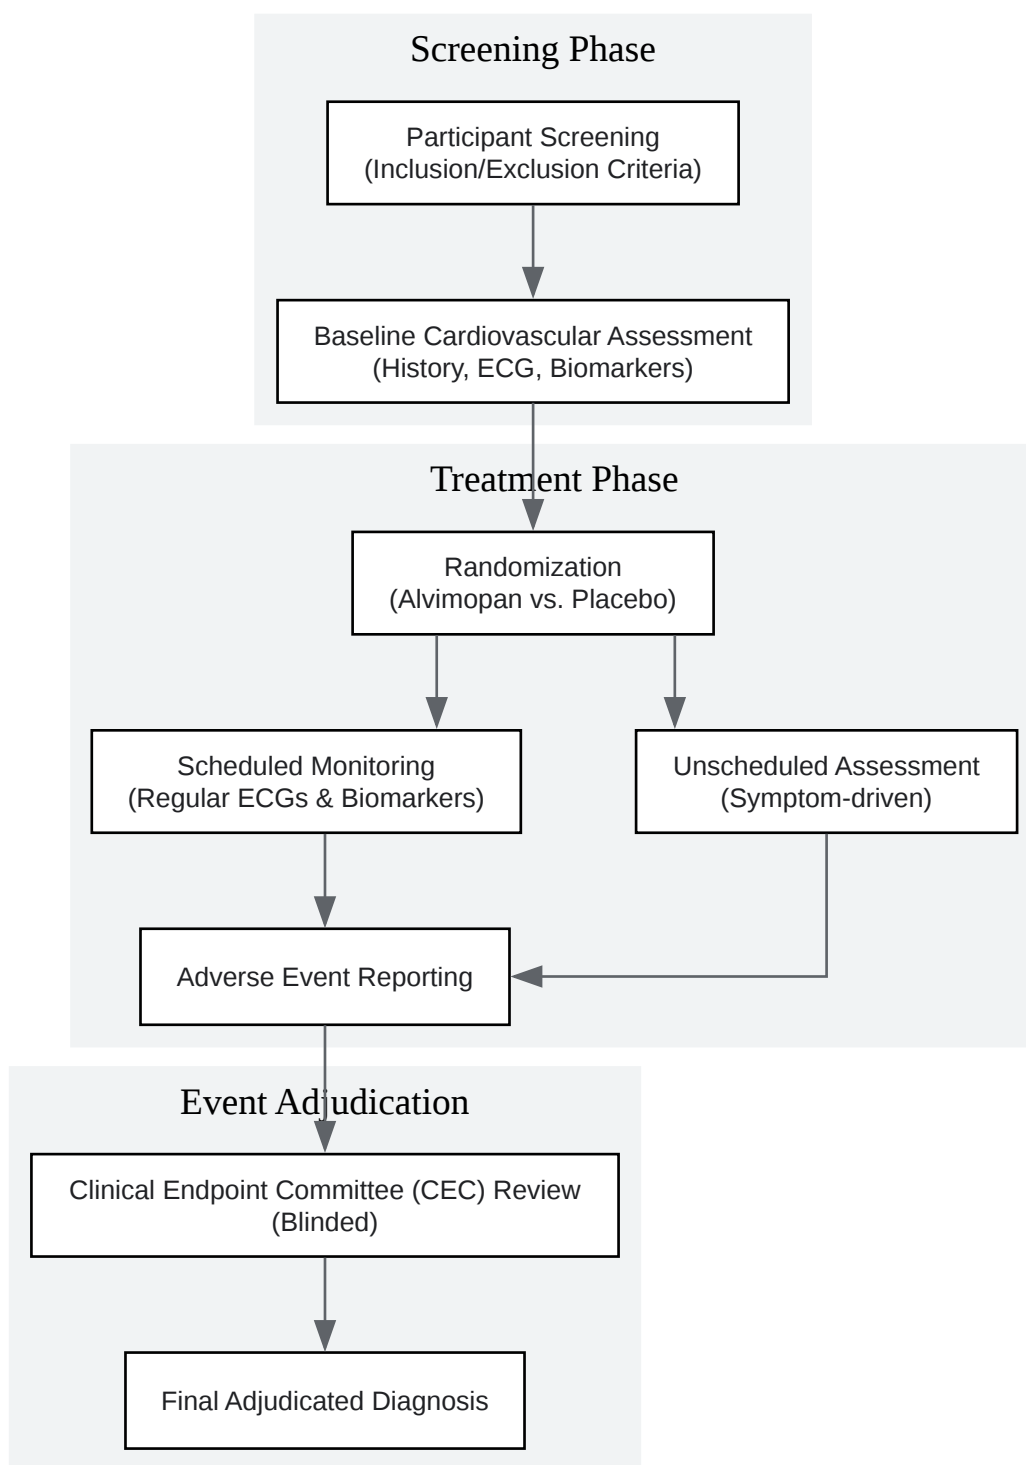 Screening Phase
Participant Screening
(Inclusion/Exclusion Criteria)
Baseline Cardiovascular Assessment
(History, ECG, Biomarkers)
Treatment Phase
Randomization
(Alvimopan vs. Placebo)
Scheduled Monitoring
(Regular ECGs & Biomarkers)
Unscheduled Assessment
(Symptom-driven)
Adverse Event Reporting
Event Adjudication
Clinical Endpoint Committee (CEC) Review
(Blinded)
Final Adjudicated Diagnosis